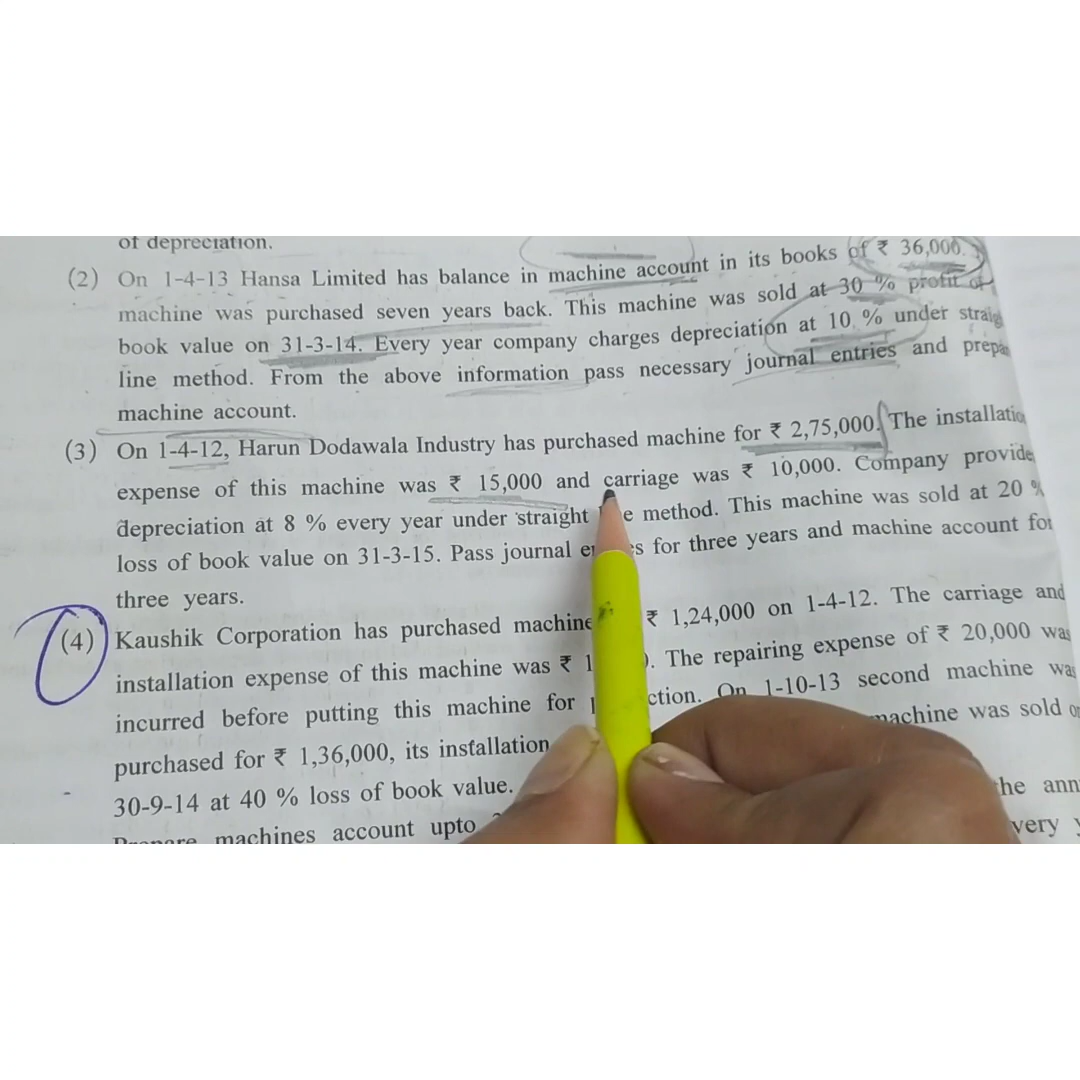 of depreciation.
(2) On 1-4-13 Hansa Limited has balance in machine account in its books of ₹ 36,000.
machine was purchased seven years back. This machine was sold at 30 % profit of
book value on 31-3-14. Every year company charges depreciation at 10 % under straig
line method. From the above information pass necessary journal entries and prepa
machine account.
(3) On 1-4-12, Harun Dodawala Industry has purchased machine for ₹ 2,75,000. The installatio
expense of this machine was ₹ 15,000 and carriage was ₹ 10,000. Company provide
depreciation at 8 % every year under straight e method. This machine was sold at 20 %
loss of book value on 31-3-15. Pass journal e s for three years and machine account for
three years.
(4) Kaushik Corporation has purchased machine ₹ 1,24,000 on 1-4-12. The carriage and
installation expense of this machine was ₹ 1 ). The repairing expense of ₹ 20,000 was
incurred before putting this machine for ction. On 1-10-13 second machine was
purchased for ₹ 1,36,000, its installation machine was sold o
30-9-14 at 40 % loss of book value. the ann
Prepare machines account upto very y